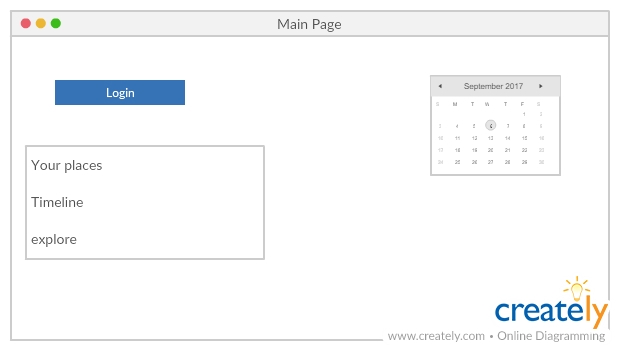 Main Page
Login
September 2017
S M T W T F S
1 2
3 4 5 6 7 8 9
10 11 12 13 14 15 16
17 18 19 20 21 22 23
24 25 26 27 28 29 30
Your places
Timeline
explore
creately
www.creately.com • Online Diagramming